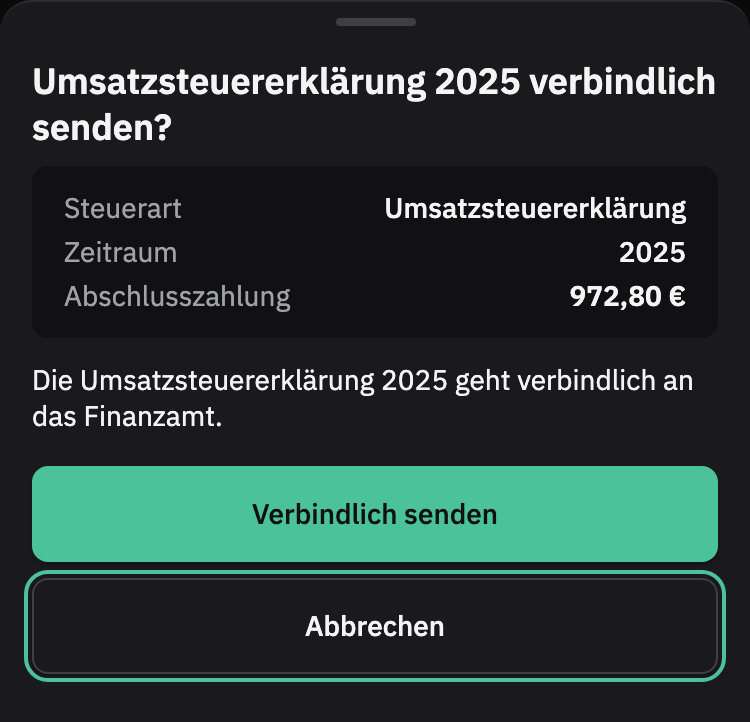 Umsatzsteuererklärung 2025 verbindlich
senden?
Steuerart Umsatzsteuererklärung
Zeitraum 2025
Abschlusszahlung 972,80 €
Die Umsatzsteuererklärung 2025 geht verbindlich an
das Finanzamt.
Verbindlich senden
Abbrechen